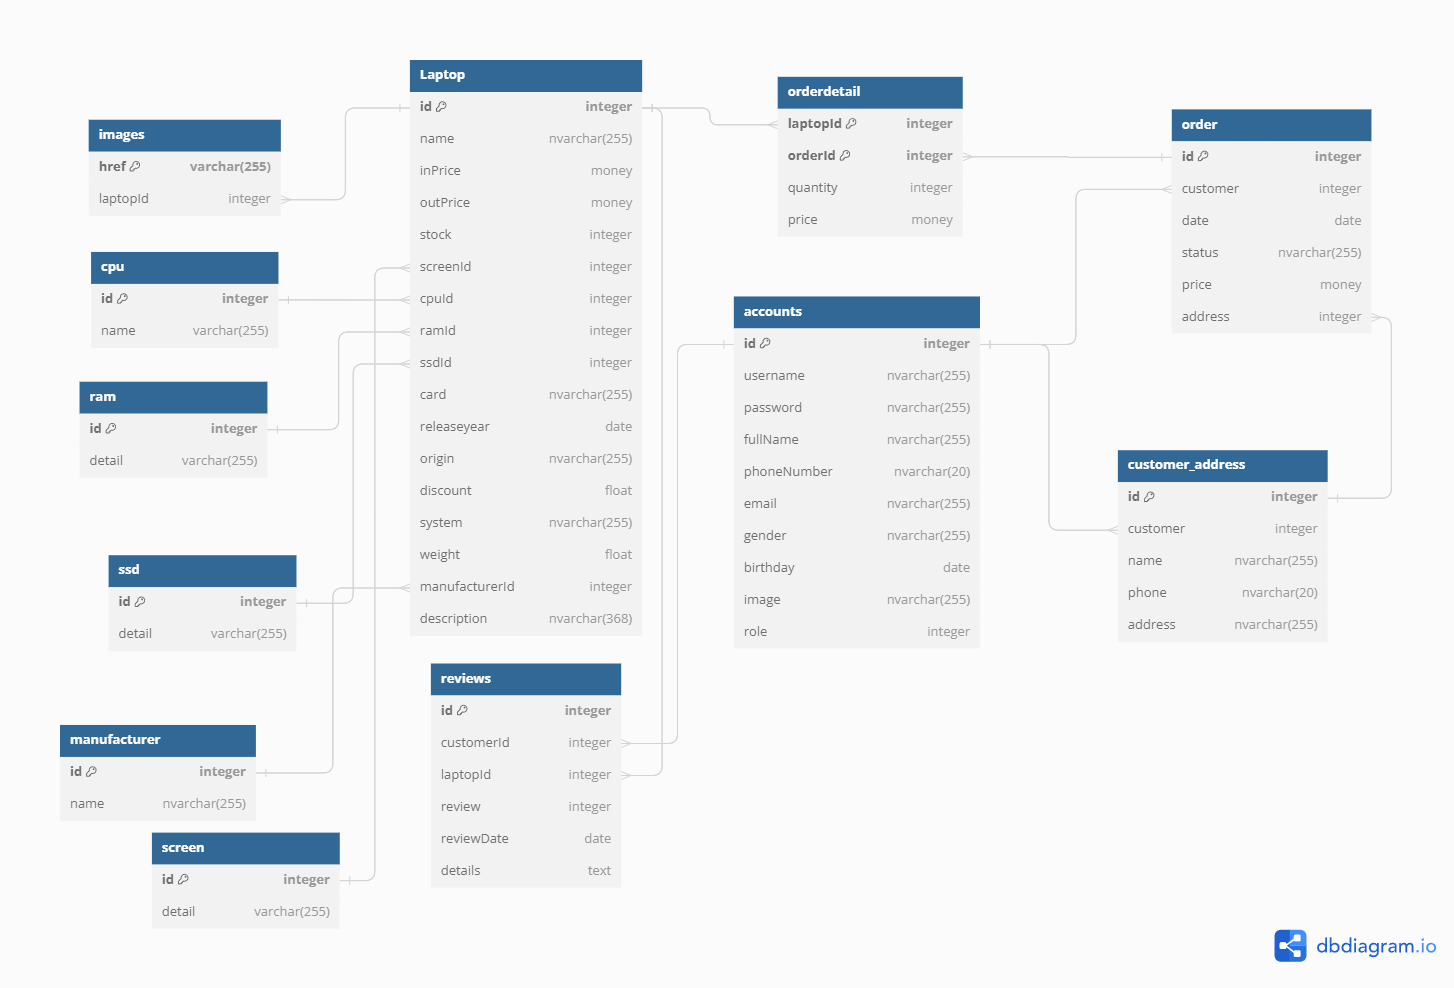 images
href varchar(255)
laptopId integer
cpu
id integer
name varchar(255)
ram
id integer
detail varchar(255)
ssd
id integer
detail varchar(255)
manufacturer
id integer
name nvarchar(255)
screen
id integer
detail varchar(255)
Laptop
id integer
name nvarchar(255)
inPrice money
outPrice money
stock integer
screenId integer
cpuId integer
ramId integer
ssdId integer
card nvarchar(255)
releaseyear date
origin nvarchar(255)
discount float
system nvarchar(255)
weight float
manufacturerId integer
description nvarchar(368)
reviews
id integer
customerId integer
laptopId integer
review integer
reviewDate date
details text
orderdetail
laptopId integer
orderId integer
quantity integer
price money
accounts
id integer
username nvarchar(255)
password nvarchar(255)
fullName nvarchar(255)
phoneNumber nvarchar(20)
email nvarchar(255)
gender nvarchar(255)
birthday date
image nvarchar(255)
role integer
order
id integer
customer integer
date date
status nvarchar(255)
price money
address integer
customer_address
id integer
customer integer
name nvarchar(255)
phone nvarchar(20)
address nvarchar(255)
dbdiagram.io